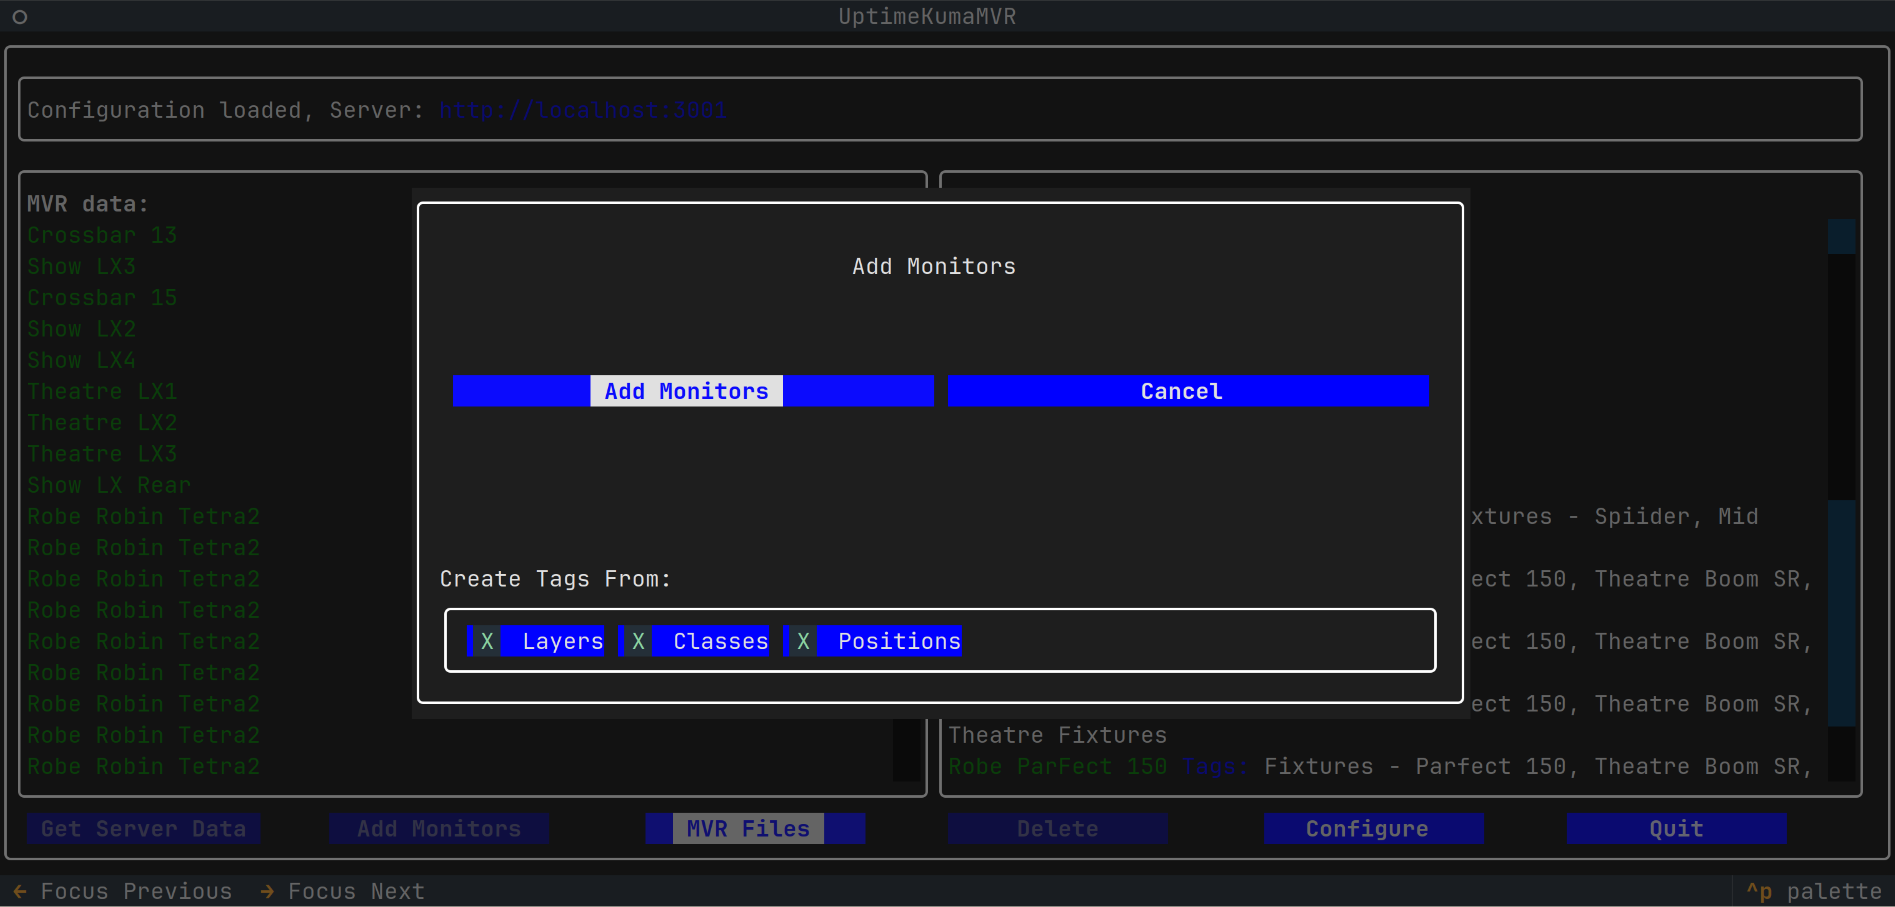 UptimeKumaMVR
Configuration loaded, Server: http://localhost:3001
MVR data:
Crossbar 13
Show LX3
Crossbar 15
Show LX2
Show LX4
Theatre LX1
Theatre LX2
Theatre LX3
Show LX Rear
Robe Robin Tetra2
Robe Robin Tetra2
Robe Robin Tetra2
Robe Robin Tetra2
Robe Robin Tetra2
Robe Robin Tetra2
Robe Robin Tetra2
Robe Robin Tetra2
Robe Robin Tetra2
Add Monitors
Add Monitors Cancel
Create Tags From:
X Layers X Classes X Positions
xtures - Spiider, Mid
ect 150, Theatre Boom SR,
ect 150, Theatre Boom SR,
ect 150, Theatre Boom SR,
Theatre Fixtures
Robe ParFect 150 Tags: Fixtures - Parfect 150, Theatre Boom SR,
Get Server Data Add Monitors MVR Files Delete Configure Quit
← Focus Previous → Focus Next ^p palette